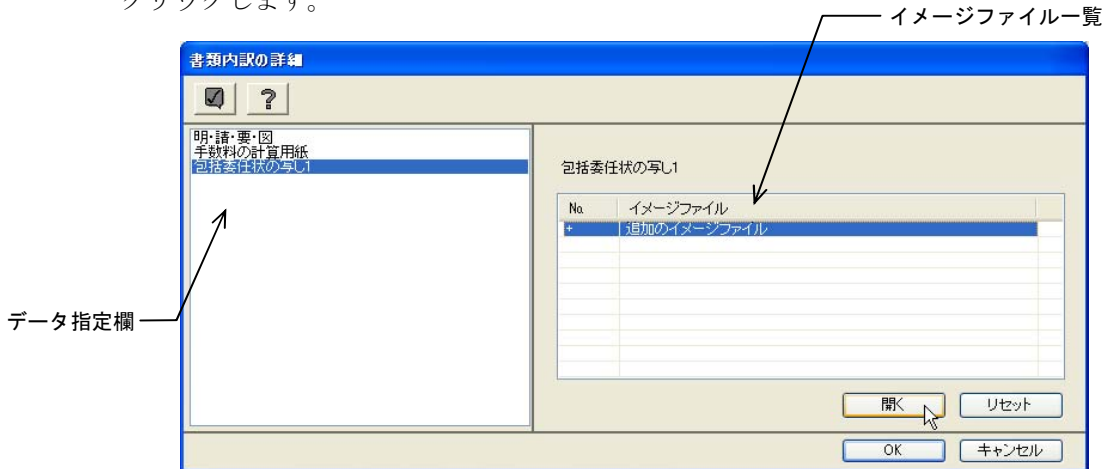 クリックします。
イメージファイル一覧
書類内訳の詳細
?
明・請・要・図
手数料の計算用紙
包括委任状の写し1
包括委任状の写し1
No. イメージファイル
+ 追加のイメージファイル
データ指定欄
開く リセット
OK キャンセル